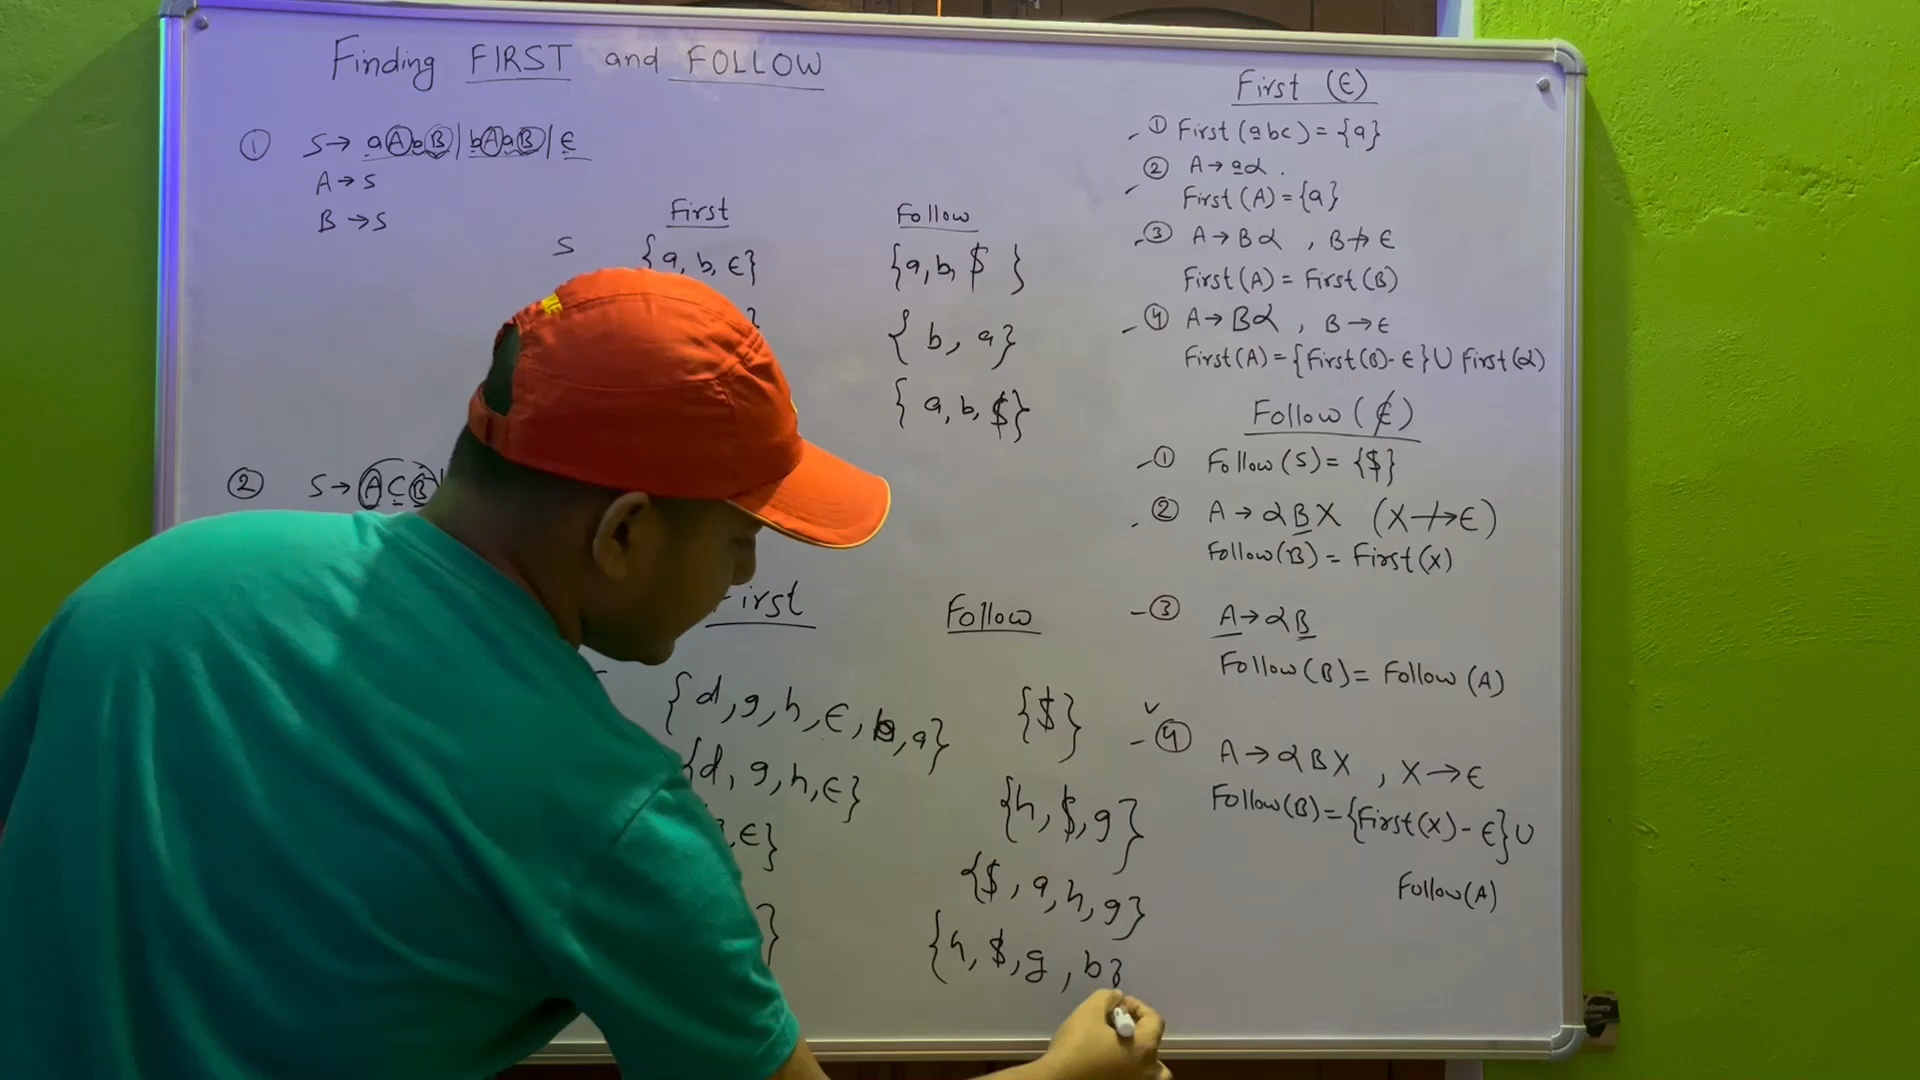 Finding FIRST and FOLLOW
① S→ aAbB | bAaB | ϵ
A → S
B → S
First Follow
S {a, b, ϵ} {a, b, $ }
{ b, a}
{ a, b, $}
② S → A C B
First Follow
{d, g, h, ϵ, b, a} {$}
{d, g, h, ϵ} {h, $, g}
, ϵ} {$, a, h, g}
} {h, $, g, b}
First (ϵ)
① First (abc) = {a}
② A → aα .
First (A) = {a}
③ A → Bα , B ↛ ϵ
First (A) = First (B)
④ A → Bα , B → ϵ
First (A) = {First (B) - ϵ} ∪ First (α)
Follow (ϵ̸)
① Follow (S) = {$}
② A → αBX (X ↛ ϵ)
Follow (B) = First (X)
③ A → αB
Follow (B) = Follow (A)
④ A → αBX , X → ϵ
Follow (B) = {First (X) - ϵ} ∪
Follow (A)